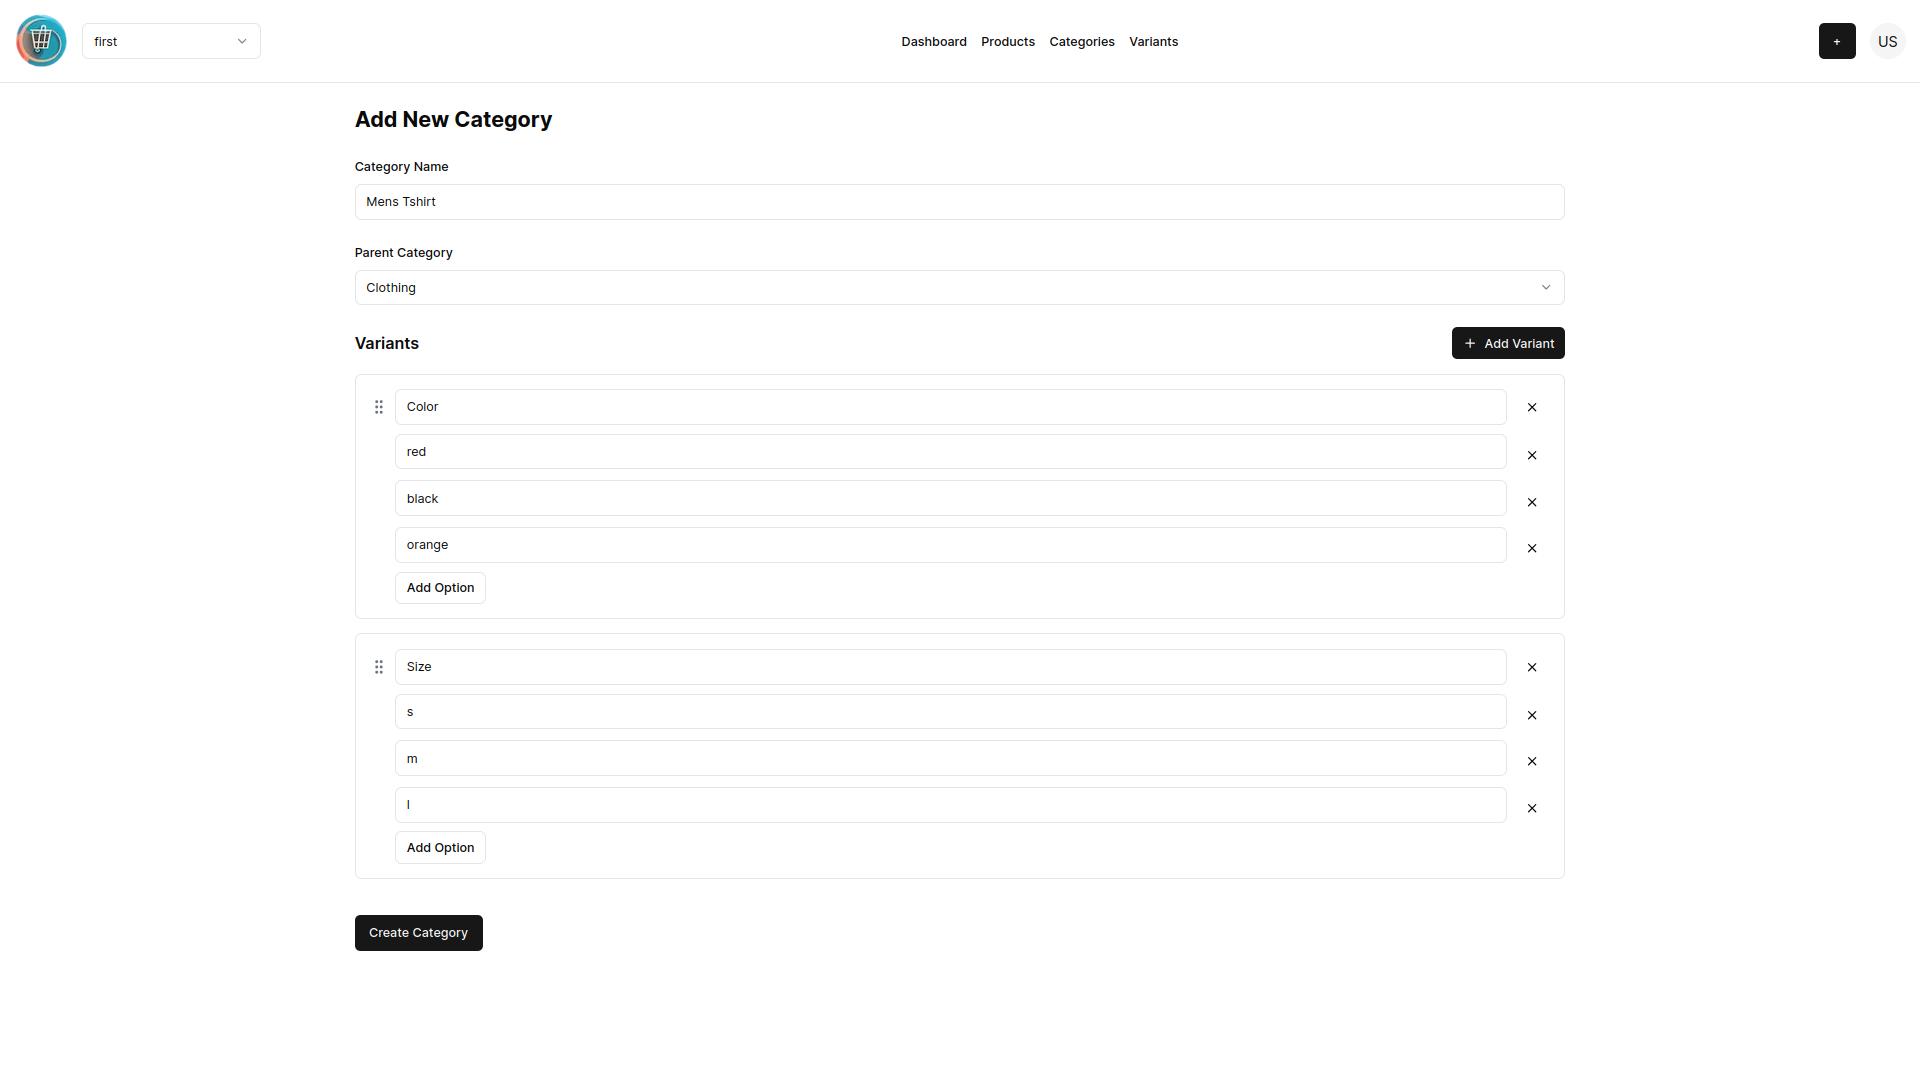 first
Dashboard Products Categories Variants
+
US
Add New Category
Category Name
Mens Tshirt
Parent Category
Clothing
Variants
+ Add Variant
Color
red
black
orange
Add Option
Size
s
m
l
Add Option
Create Category